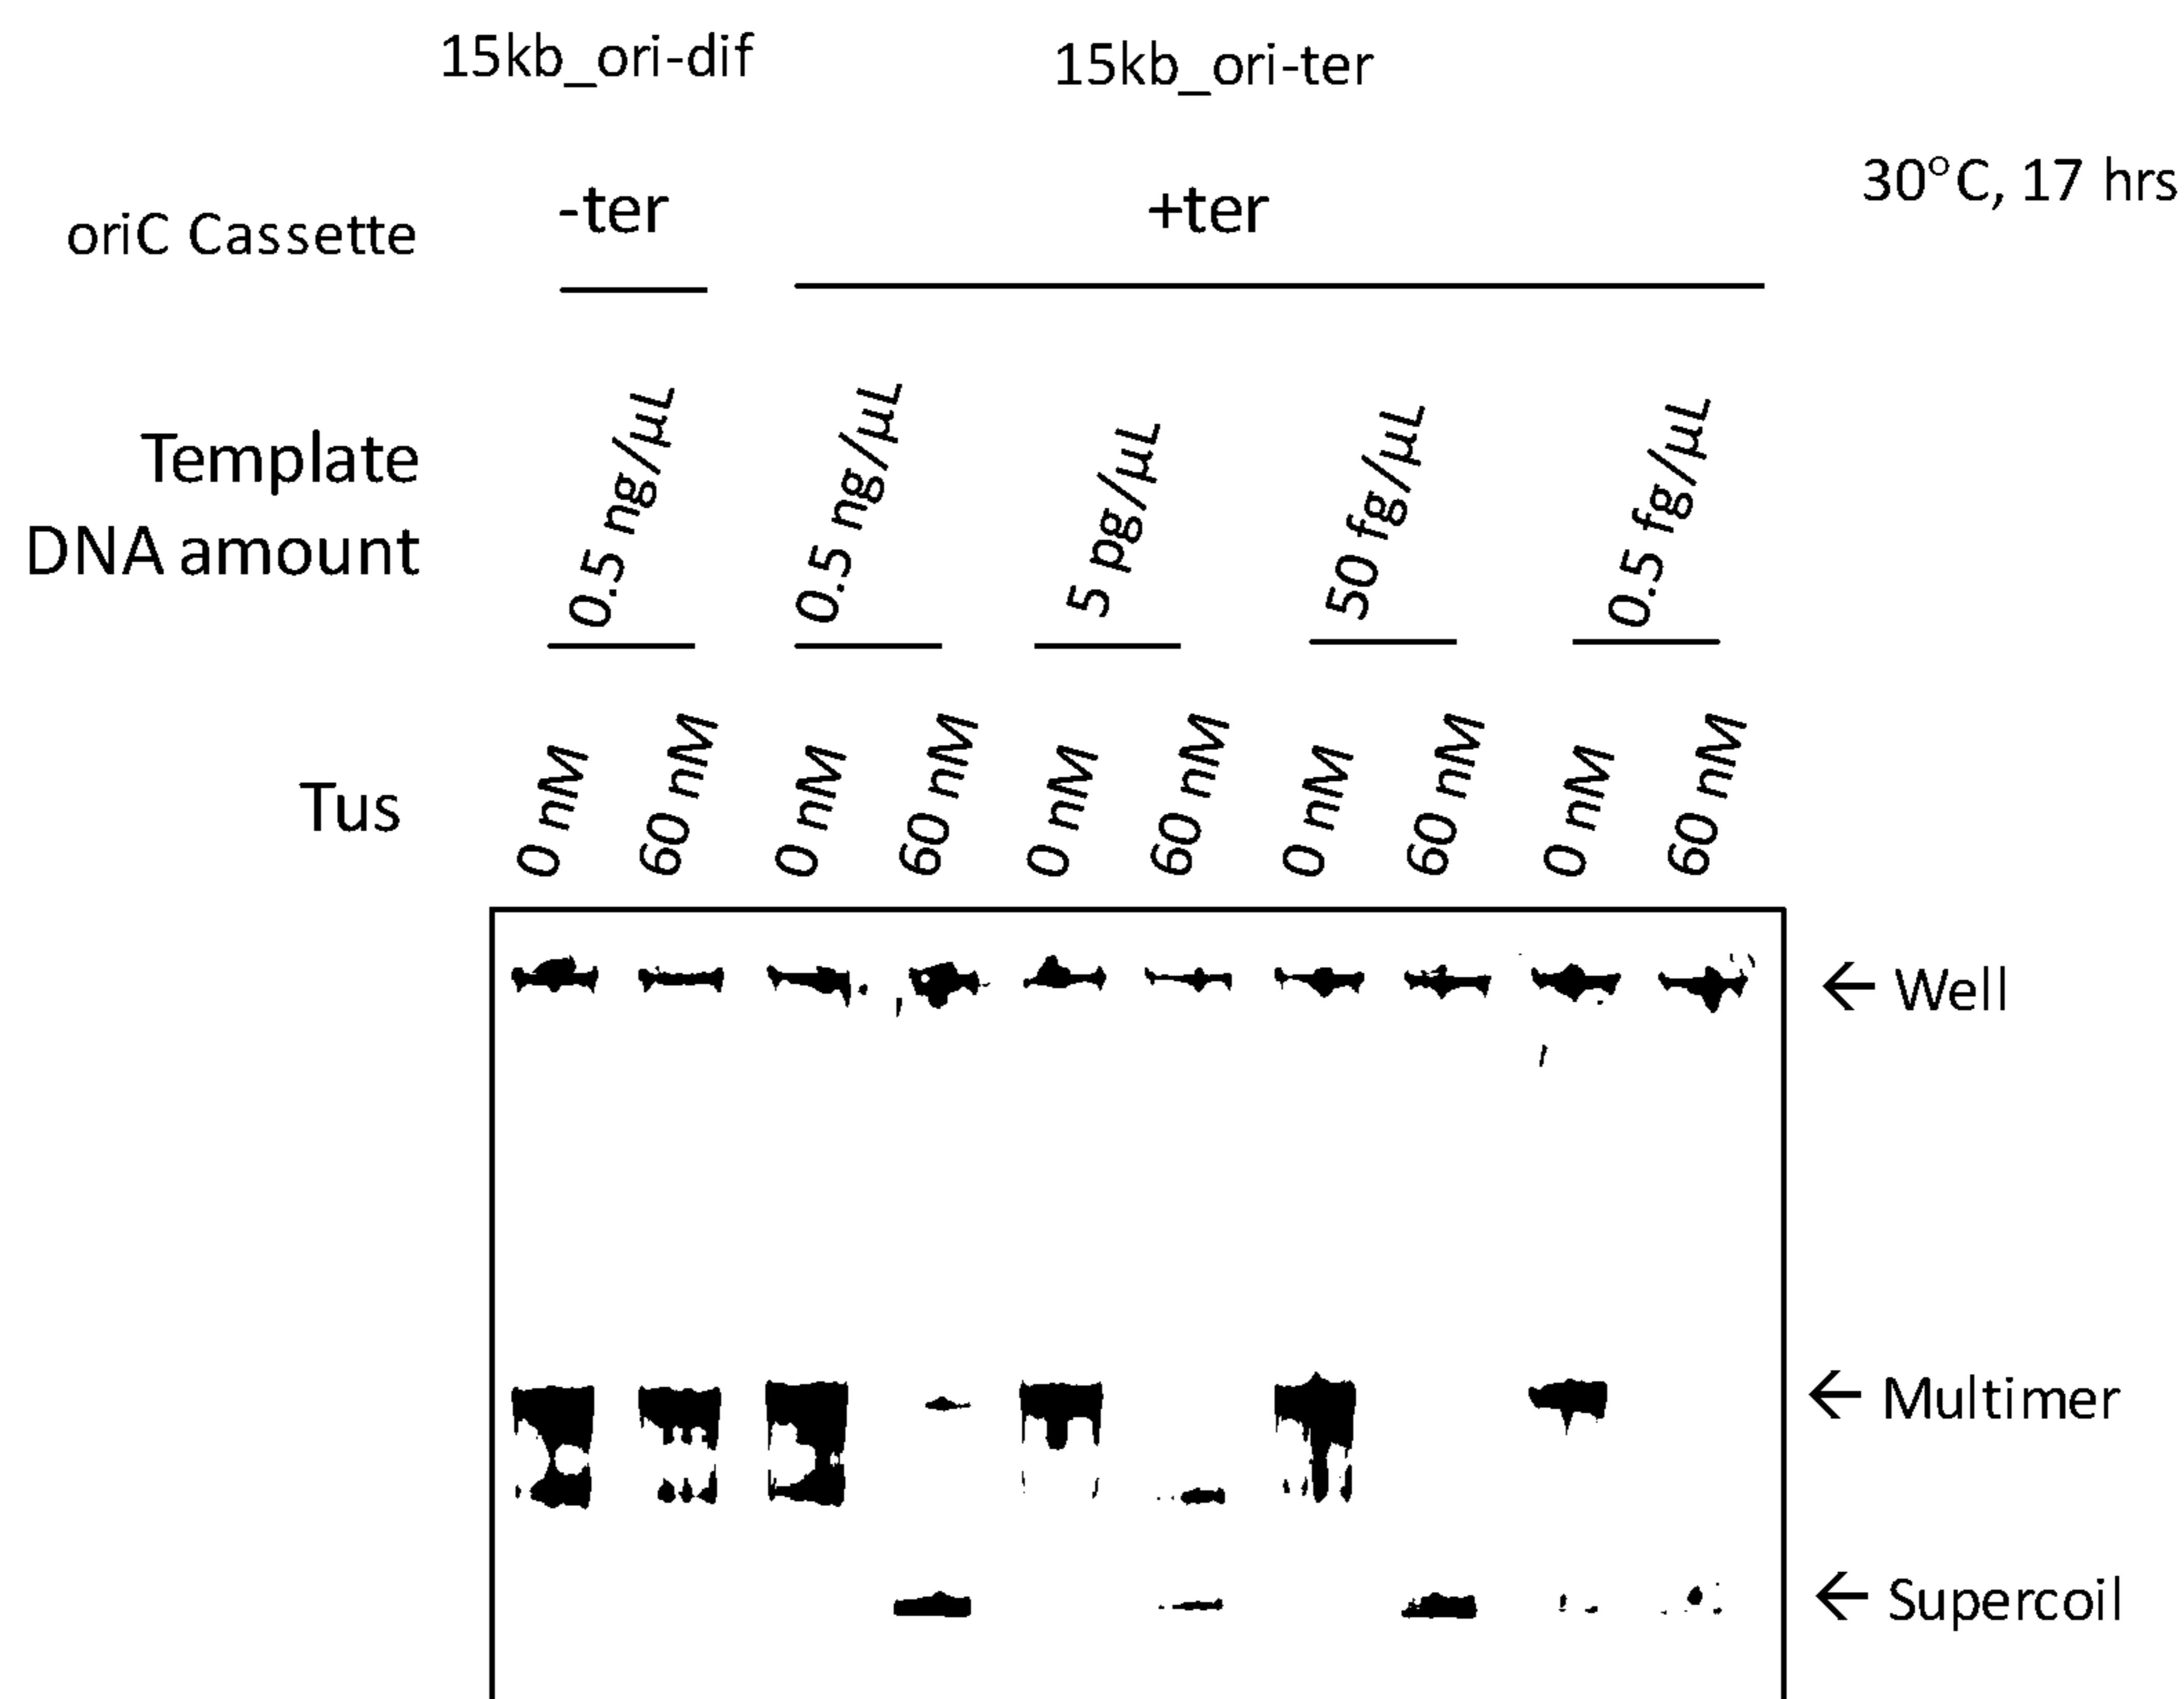 15kb_ori-dif 15kb_ori-ter
30°C, 17 hrs
oriC Cassette -ter +ter
Template
DNA amount
0.5 ng/µL 0.5 ng/µL 5 pg/µL 50 fg/µL 0.5 fg/µL
Tus 0 nM 60 nM 0 nM 60 nM 0 nM 60 nM 0 nM 60 nM 0 nM 60 nM
← Well
← Multimer
← Supercoil